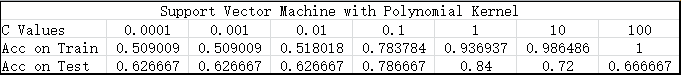 Support Vector Machine with Polynomial Kernel
C Values 0.0001 0.001 0.01 0.1 1 10 100
Acc on Train 0.509009 0.509009 0.518018 0.783784 0.936937 0.986486 1
Acc on Test 0.626667 0.626667 0.626667 0.786667 0.84 0.72 0.666667